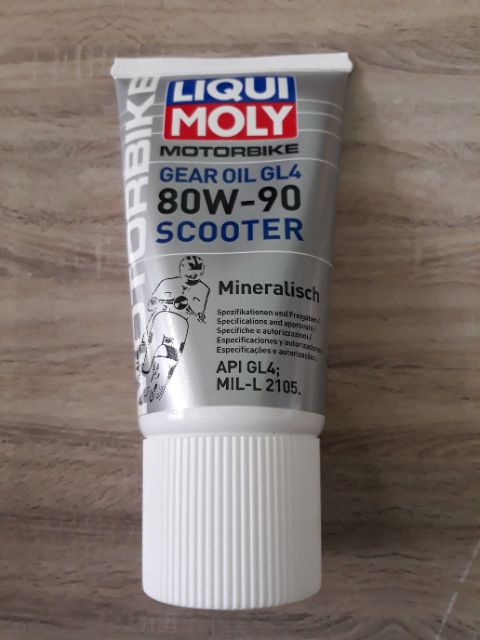 LIQUI
MOLY
MOTORBIKE
GEAR OIL GL4
80W-90
SCOOTER
MOTORBIKE
Mineralisch
Spezifikationen und Freigaben/
Specifications and approvals/
Specifiche e autorizzazioni/
Especificaciones y autorizaciones/
Especificações e autorizações:
API GL4;
MIL-L 2105.